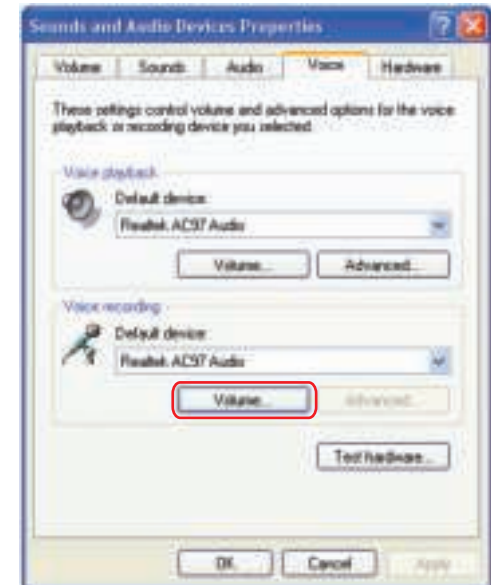 Sounds and Audio Devices Properties
Volume Sounds Audio Voice Hardware
These settings control volume and advanced options for the voice
playback or recording device you selected.
Voice playback
Default device:
Realtek AC97 Audio
Volume... Advanced...
Voice recording
Default device:
Realtek AC97 Audio
Volume... Advanced...
Test hardware...
OK Cancel Apply